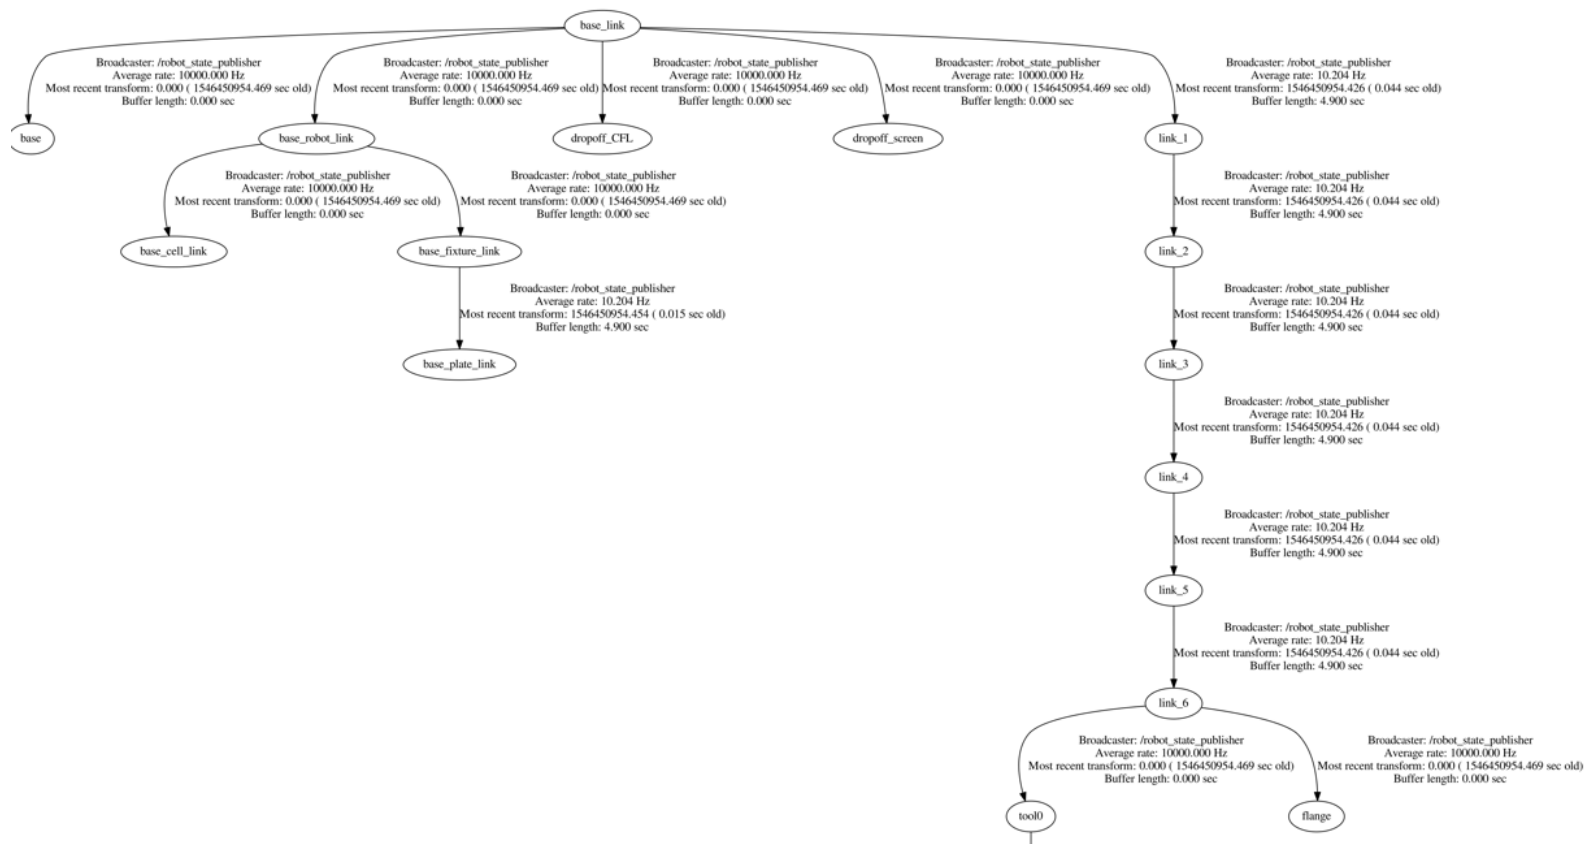 base_link
Broadcaster: /robot_state_publisher
Average rate: 10000.000 Hz
Most recent transform: 0.000 ( 1546450954.469 sec old)
Buffer length: 0.000 sec
Broadcaster: /robot_state_publisher
Average rate: 10000.000 Hz
Most recent transform: 0.000 ( 1546450954.469 sec old)
Buffer length: 0.000 sec
Broadcaster: /robot_state_publisher
Average rate: 10000.000 Hz
Most recent transform: 0.000 ( 1546450954.469 sec old)
Buffer length: 0.000 sec
Broadcaster: /robot_state_publisher
Average rate: 10000.000 Hz
Most recent transform: 0.000 ( 1546450954.469 sec old)
Buffer length: 0.000 sec
Broadcaster: /robot_state_publisher
Average rate: 10.204 Hz
Most recent transform: 1546450954.426 ( 0.044 sec old)
Buffer length: 4.900 sec
base
base_robot_link
dropoff_CFL
dropoff_screen
link_1
Broadcaster: /robot_state_publisher
Average rate: 10000.000 Hz
Most recent transform: 0.000 ( 1546450954.469 sec old)
Buffer length: 0.000 sec
Broadcaster: /robot_state_publisher
Average rate: 10000.000 Hz
Most recent transform: 0.000 ( 1546450954.469 sec old)
Buffer length: 0.000 sec
Broadcaster: /robot_state_publisher
Average rate: 10.204 Hz
Most recent transform: 1546450954.426 ( 0.044 sec old)
Buffer length: 4.900 sec
base_cell_link
base_fixture_link
link_2
Broadcaster: /robot_state_publisher
Average rate: 10.204 Hz
Most recent transform: 1546450954.454 ( 0.015 sec old)
Buffer length: 4.900 sec
Broadcaster: /robot_state_publisher
Average rate: 10.204 Hz
Most recent transform: 1546450954.426 ( 0.044 sec old)
Buffer length: 4.900 sec
base_plate_link
link_3
Broadcaster: /robot_state_publisher
Average rate: 10.204 Hz
Most recent transform: 1546450954.426 ( 0.044 sec old)
Buffer length: 4.900 sec
link_4
Broadcaster: /robot_state_publisher
Average rate: 10.204 Hz
Most recent transform: 1546450954.426 ( 0.044 sec old)
Buffer length: 4.900 sec
link_5
Broadcaster: /robot_state_publisher
Average rate: 10.204 Hz
Most recent transform: 1546450954.426 ( 0.044 sec old)
Buffer length: 4.900 sec
link_6
Broadcaster: /robot_state_publisher
Average rate: 10000.000 Hz
Most recent transform: 0.000 ( 1546450954.469 sec old)
Buffer length: 0.000 sec
Broadcaster: /robot_state_publisher
Average rate: 10000.000 Hz
Most recent transform: 0.000 ( 1546450954.469 sec old)
Buffer length: 0.000 sec
tool0
flange